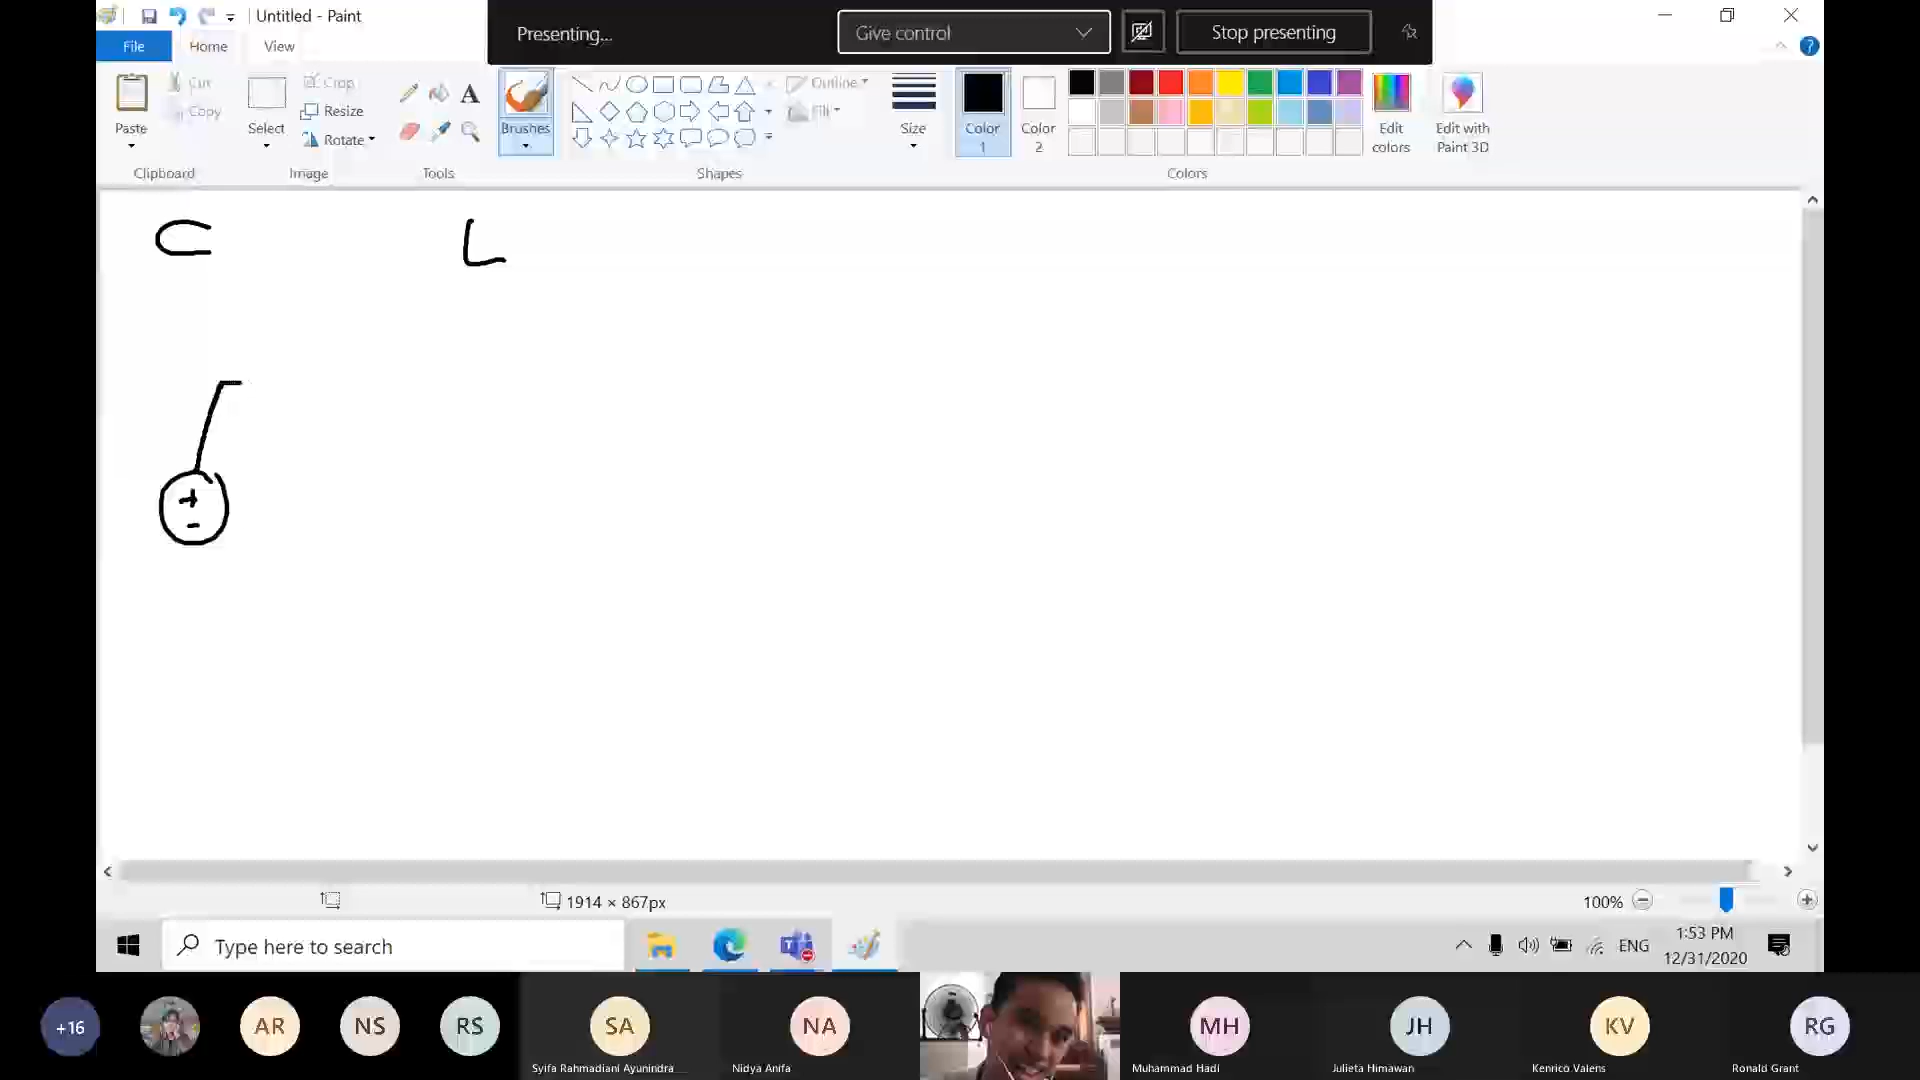 Untitled - Paint
Presenting...
Give control
Stop presenting
File
Home
View
Paste
Cut
Copy
Clipboard
Select
Crop
Resize
Rotate
Image
A
Tools
Brushes
Shapes
Outline
Fill
Size
Color 1
Color 2
Edit colors
Edit with Paint 3D
Colors
C L
+
-
1914 × 867px
100%
Type here to search
ENG
1:53 PM
12/31/2020
+16
AR
NS
RS
SA
NA
MH
JH
KV
RG
Syifa Rahmadiani Ayunindra ...
Nidya Anifa
Muhammad Hadi
Julieta Himawan
Kenrico Valens
Ronald Grant